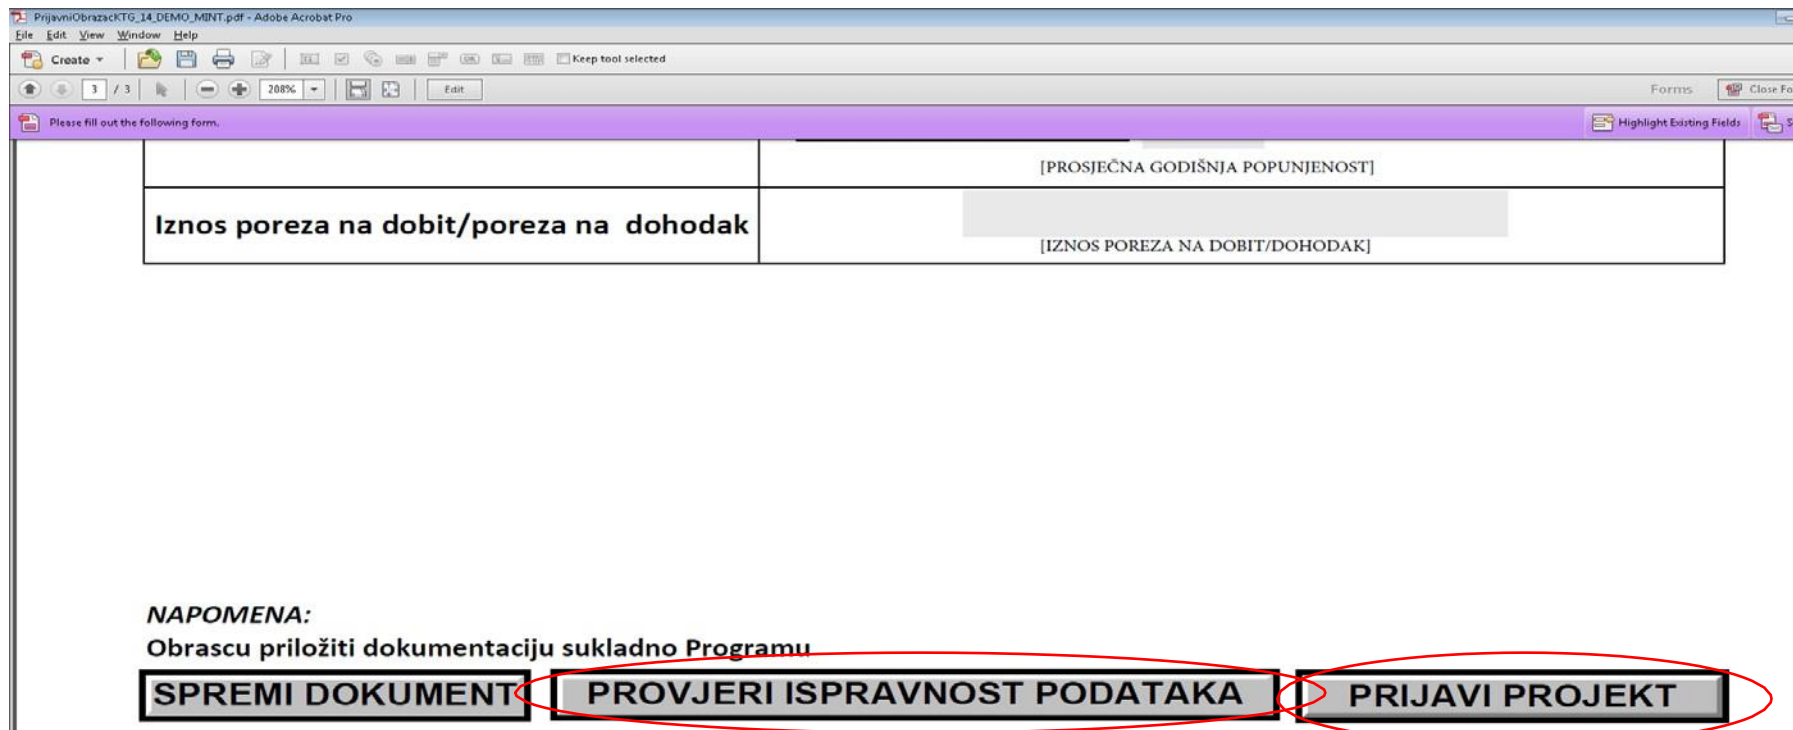 PrijavniObrazacKTG_14_DEMO_MINT.pdf - Adobe Acrobat Pro
File Edit View Window Help
Create Keep tool selected
3 / 3 208% Edit Forms Close Fo
Please fill out the following form. Highlight Existing Fields S
[PROSJEČNA GODIŠNJA POPUNJENOST]
Iznos poreza na dobit/poreza na dohodak
[IZNOS POREZA NA DOBIT/DOHODAK]
NAPOMENA:
Obrascu priložiti dokumentaciju sukladno Programu
SPREMI DOKUMENT PROVJERI ISPRAVNOST PODATAKA PRIJAVI PROJEKT